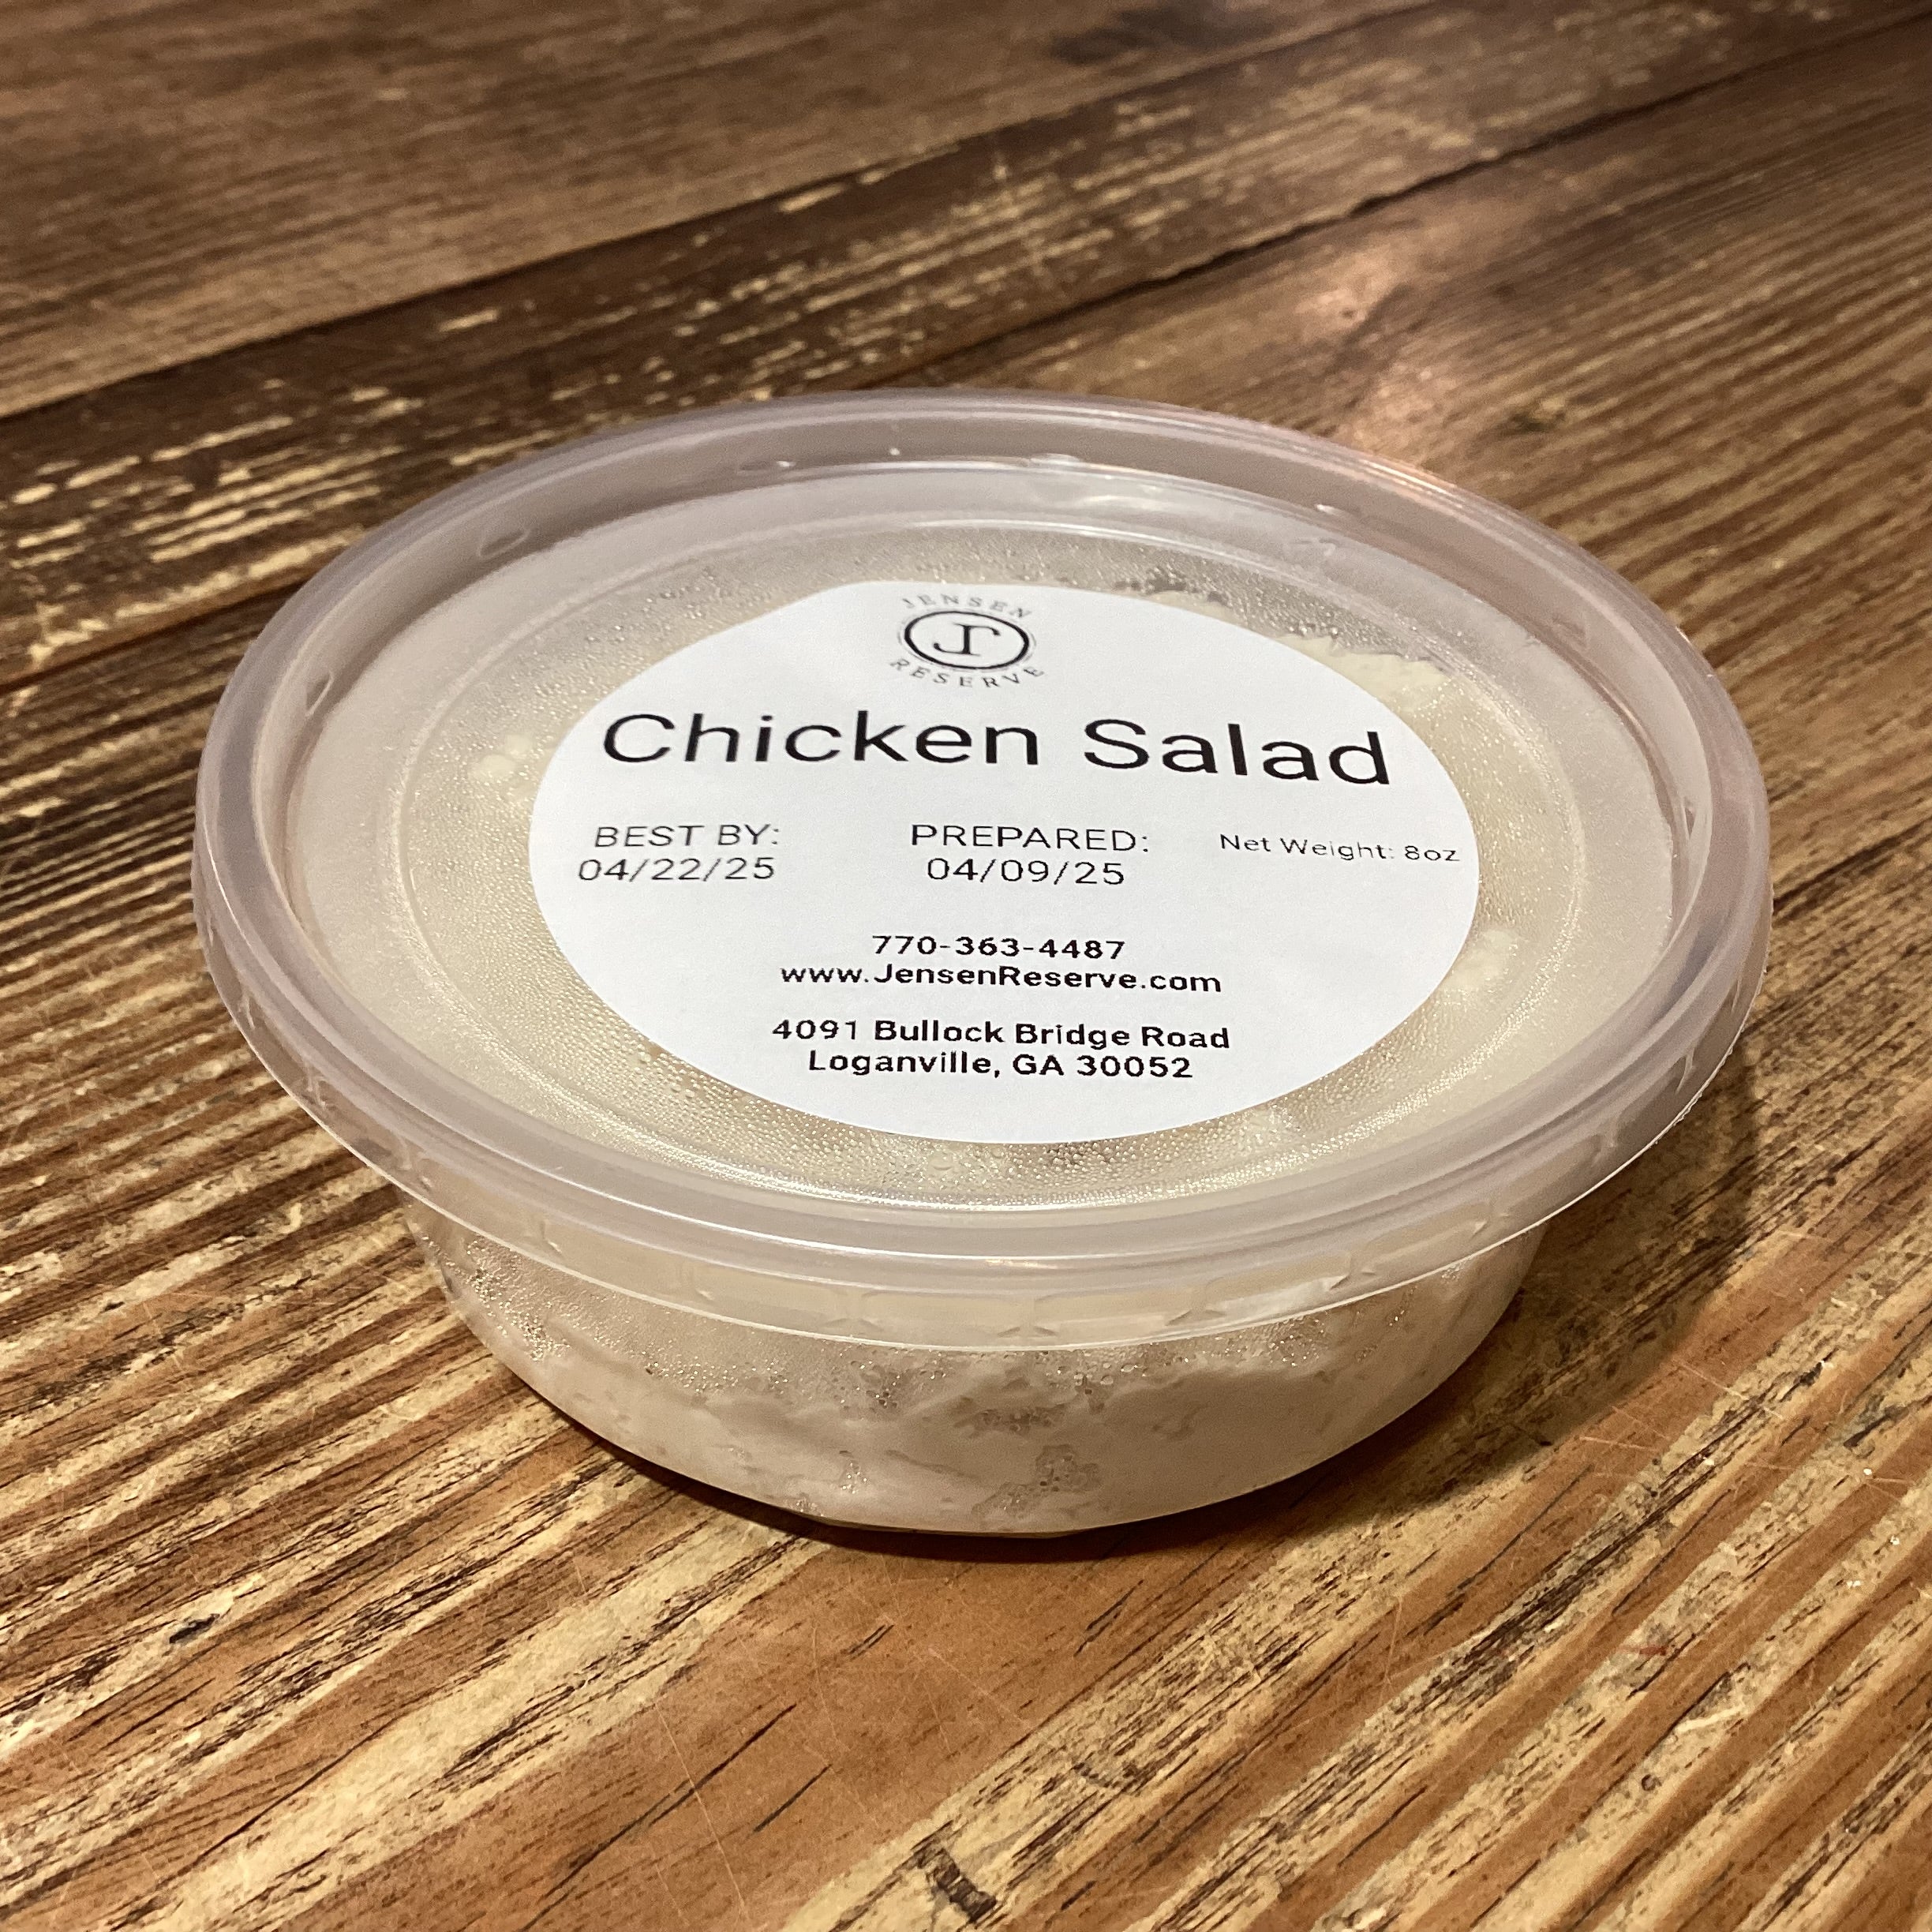 JENSEN
JR
RESERVE
Chicken Salad
BEST BY: PREPARED: Net Weight: 8oz
04/22/25 04/09/25
770-363-4487
www.JensenReserve.com
4091 Bullock Bridge Road
Loganville, GA 30052